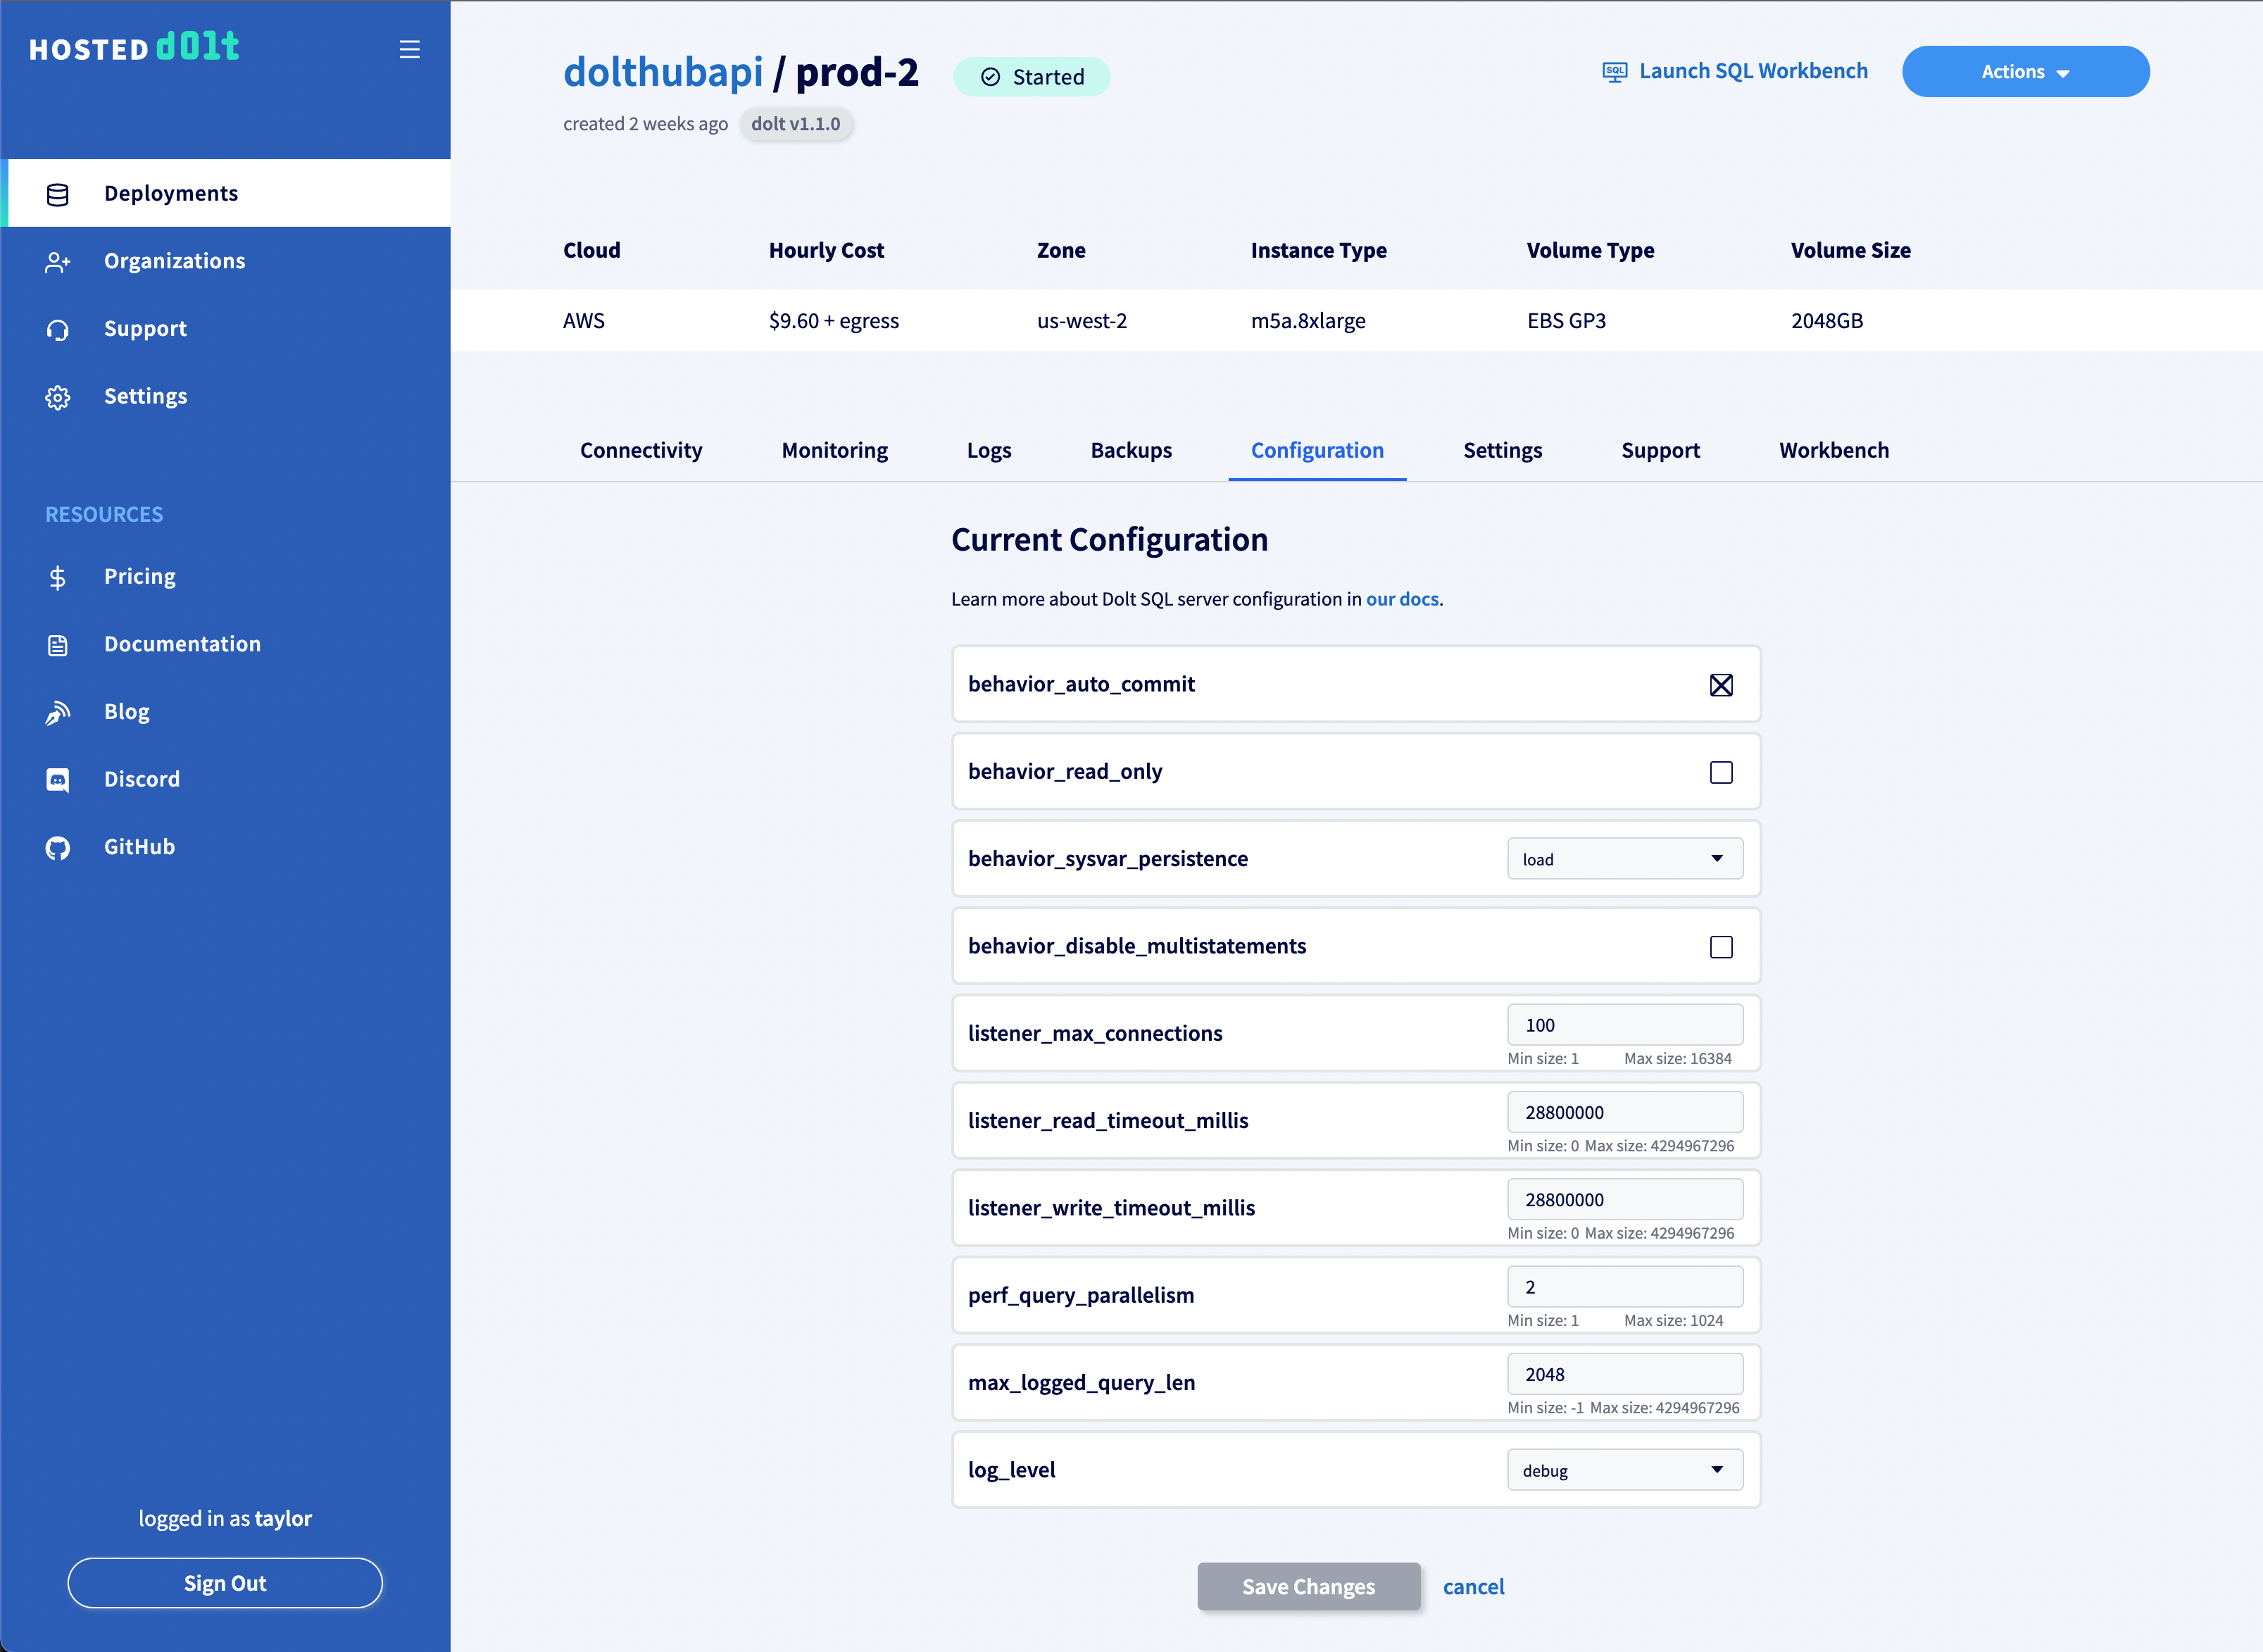 HOSTED dolt
Deployments
Organizations
Support
Settings
RESOURCES
Pricing
Documentation
Blog
Discord
GitHub
logged in as taylor
Sign Out
dolthubapi / prod-2
Started
SQL
Launch SQL Workbench
Actions
created 2 weeks ago
dolt v1.1.0
Cloud Hourly Cost Zone Instance Type Volume Type Volume Size
AWS $9.60 + egress us-west-2 m5a.8xlarge EBS GP3 2048GB
Connectivity Monitoring Logs Backups Configuration Settings Support Workbench
Current Configuration
Learn more about Dolt SQL server configuration in our docs.
behavior_auto_commit
behavior_read_only
behavior_sysvar_persistence load
behavior_disable_multistatements
listener_max_connections 100
Min size: 1 Max size: 16384
listener_read_timeout_millis 28800000
Min size: 0 Max size: 4294967296
listener_write_timeout_millis 28800000
Min size: 0 Max size: 4294967296
perf_query_parallelism 2
Min size: 1 Max size: 1024
max_logged_query_len 2048
Min size: -1 Max size: 4294967296
log_level debug
Save Changes cancel